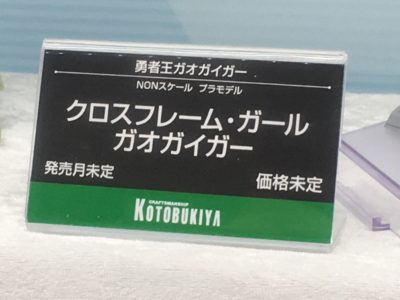 勇者王ガオガイガー
NONスケール プラモデル
クロスフレーム・ガール
ガオガイガー
発売月未定
価格未定
CRAFTSMANSHIP
KOTOBUKIYA